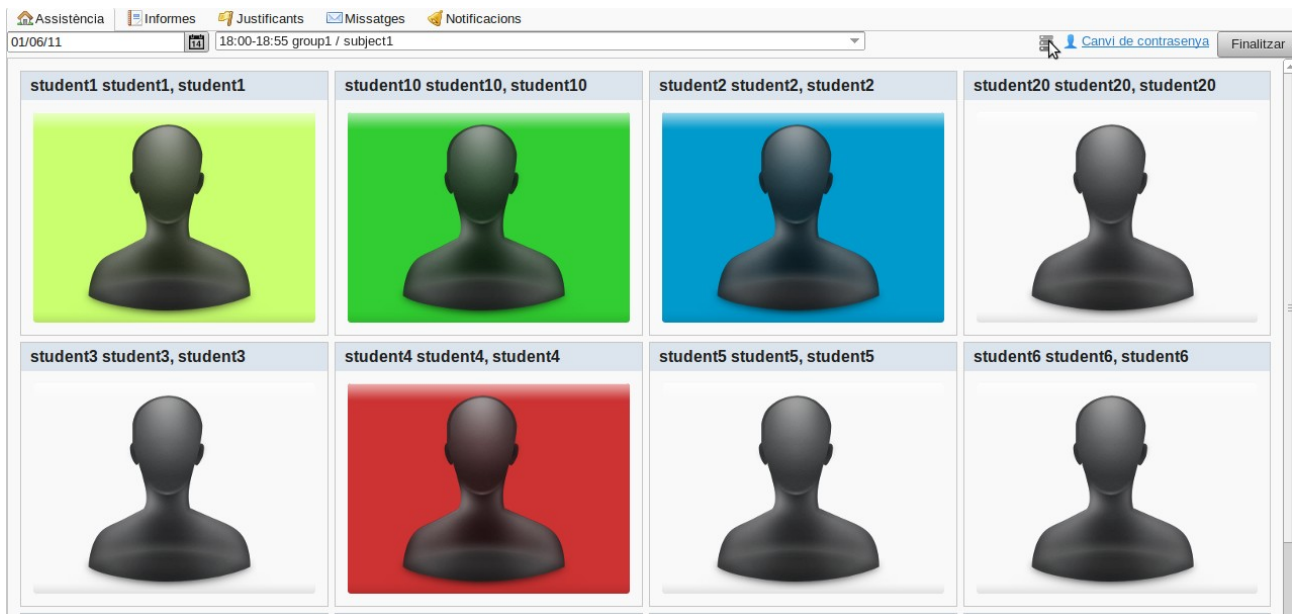 Assistència Informes Justificants Missatges Notificacions
01/06/11 14 18:00-18:55 group1 / subject1 Canvi de contrasenya Finalitzar
student1 student1, student1 student10 student10, student10 student2 student2, student2 student20 student20, student20
student3 student3, student3 student4 student4, student4 student5 student5, student5 student6 student6, student6